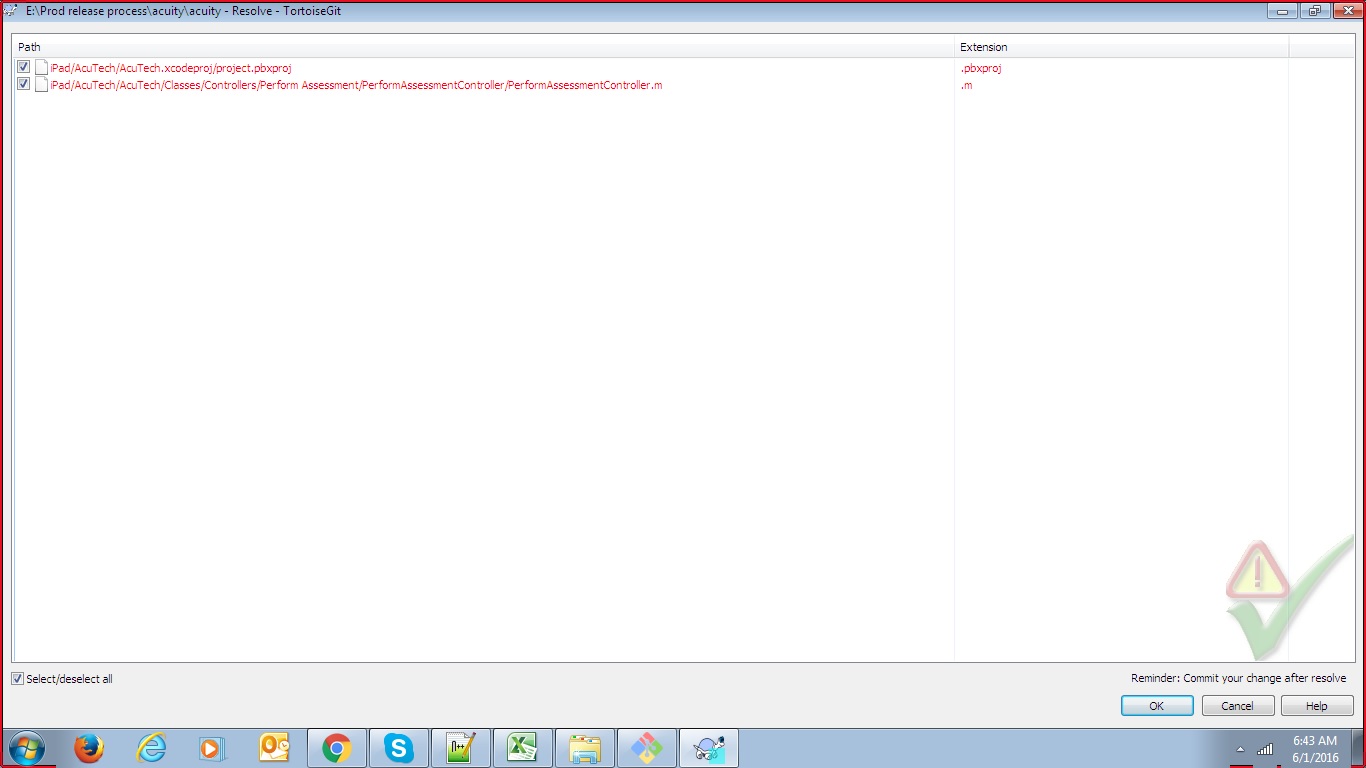 E:\Prod release process\acuity\acuity - Resolve - TortoiseGit
Path Extension
iPad/AcuTech/AcuTech.xcodeproj/project.pbxproj .pbxproj
iPad/AcuTech/AcuTech/Classes/Controllers/Perform Assessment/PerformAssessmentController/PerformAssessmentController.m .m
Select/deselect all
Reminder: Commit your change after resolve
OK Cancel Help
6:43 AM
6/1/2016